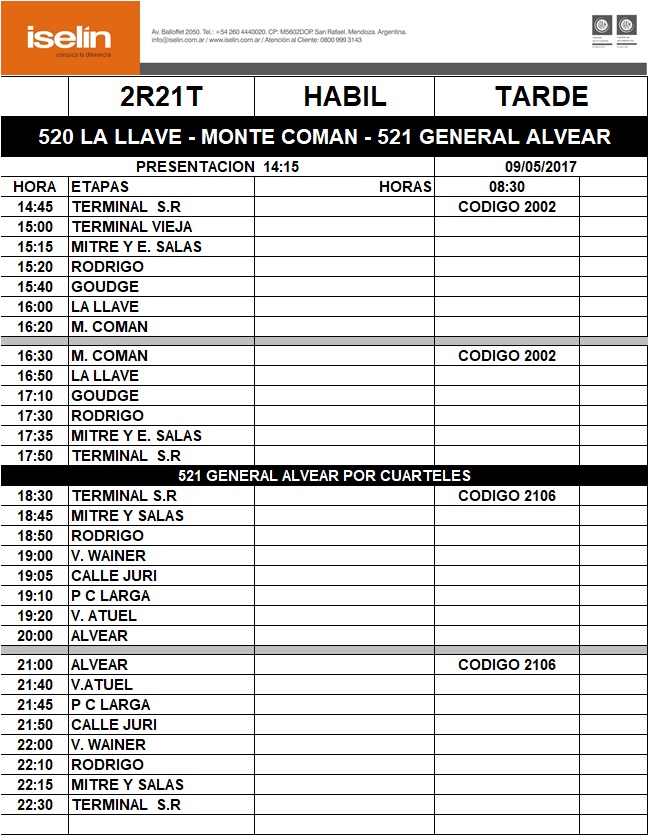 iselín
conozca la diferencia
Av. Balloffet 2050. Tel.: +54 260 4440020. CP: M5602DOP. San Rafael. Mendoza. Argentina.
info@iselin.com.ar / www.iselin.com.ar / Atención al Cliente: 0800 999 3143
2R21T HABIL TARDE
520 LA LLAVE - MONTE COMAN - 521 GENERAL ALVEAR
PRESENTACION 14:15 09/05/2017
HORA ETAPAS HORAS 08:30
14:45 TERMINAL S.R CODIGO 2002
15:00 TERMINAL VIEJA
15:15 MITRE Y E. SALAS
15:20 RODRIGO
15:40 GOUDGE
16:00 LA LLAVE
16:20 M. COMAN
16:30 M. COMAN CODIGO 2002
16:50 LA LLAVE
17:10 GOUDGE
17:30 RODRIGO
17:35 MITRE Y E. SALAS
17:50 TERMINAL S.R
521 GENERAL ALVEAR POR CUARTELES
18:30 TERMINAL S.R CODIGO 2106
18:45 MITRE Y SALAS
18:50 RODRIGO
19:00 V. WAINER
19:05 CALLE JURI
19:10 P C LARGA
19:20 V. ATUEL
20:00 ALVEAR
21:00 ALVEAR CODIGO 2106
21:40 V.ATUEL
21:45 P C LARGA
21:50 CALLE JURI
22:00 V. WAINER
22:10 RODRIGO
22:15 MITRE Y SALAS
22:30 TERMINAL S.R